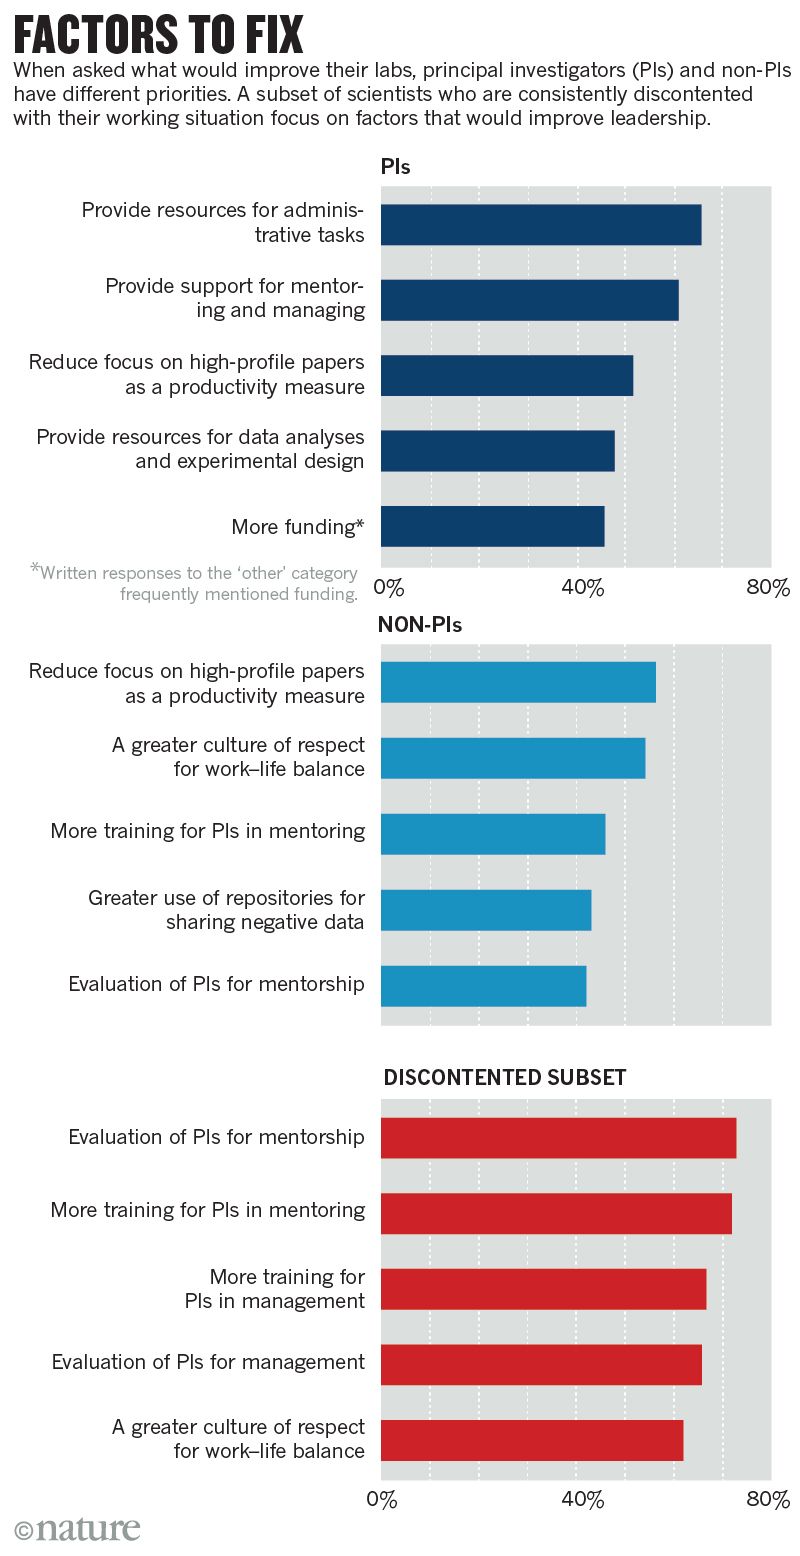 FACTORS TO FIX
When asked what would improve their labs, principal investigators (PIs) and non-PIs
have different priorities. A subset of scientists who are consistently discontented
with their working situation focus on factors that would improve leadership.
PIs
Provide resources for adminis-
trative tasks
Provide support for mentor-
ing and managing
Reduce focus on high-profile papers
as a productivity measure
Provide resources for data analyses
and experimental design
More funding*
*Written responses to the ‘other’ category
frequently mentioned funding.
0% 40% 80%
NON-PIs
Reduce focus on high-profile papers
as a productivity measure
A greater culture of respect
for work–life balance
More training for PIs in mentoring
Greater use of repositories for
sharing negative data
Evaluation of PIs for mentorship
DISCONTENTED SUBSET
Evaluation of PIs for mentorship
More training for PIs in mentoring
More training for
PIs in management
Evaluation of PIs for management
A greater culture of respect
for work–life balance
0% 40% 80%
©nature